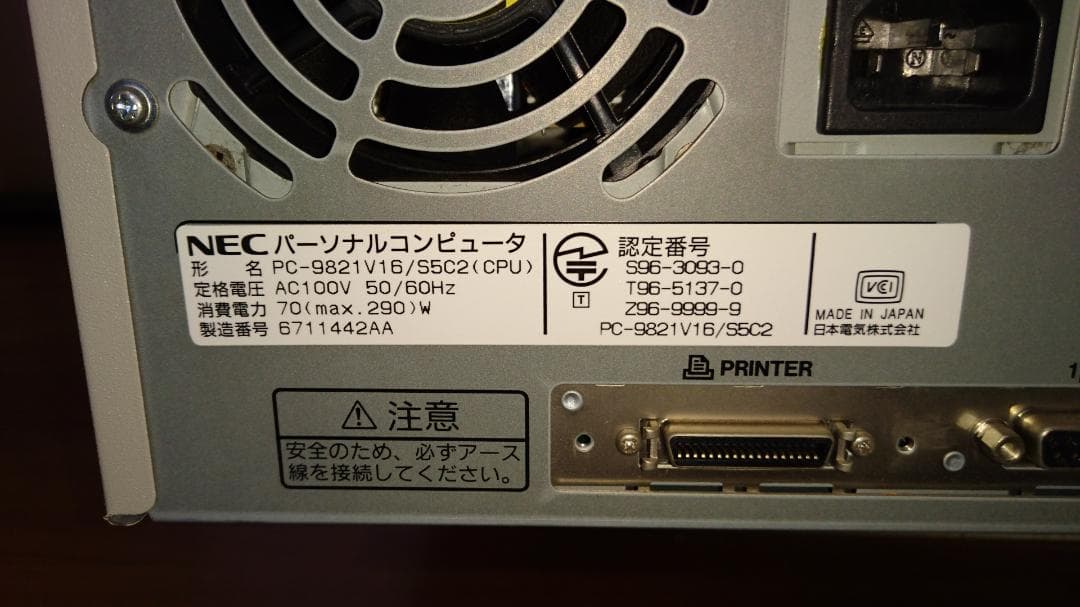 NEC パーソナルコンピュータ
形 名 PC-9821V16/S5C2(CPU)
定格電圧 AC100V 50/60Hz
消費電力 70(max.290)W
製造番号 6711442AA
T
認定番号
S96-3093-0
T96-5137-0
Z96-9999-9
PC-9821V16/S5C2
VCI
MADE IN JAPAN
日本電気株式会社
PRINTER
1
⚠注意
安全のため、必ずアース
線を接続してください。
N